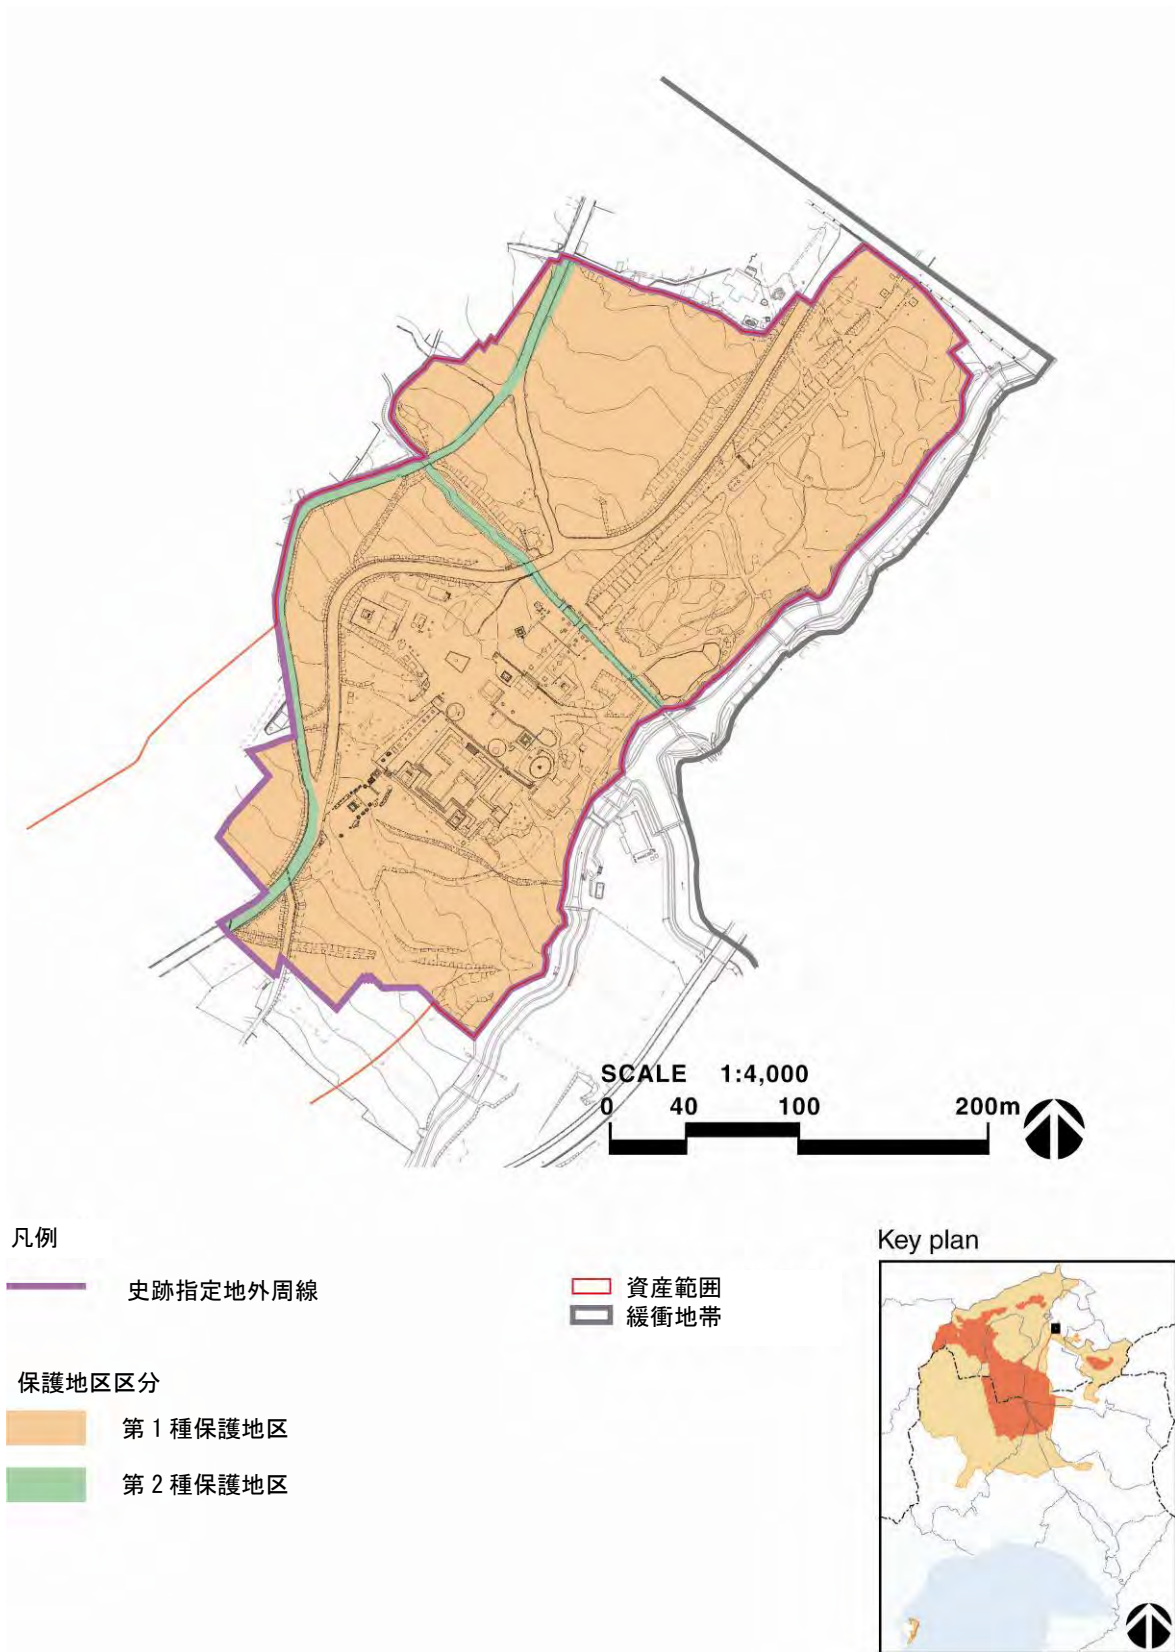 SCALE 1:4,000
0 40 100 200m
凡例
史跡指定地外周線
資産範囲
緩衝地帯
保護地区区分
第1種保護地区
第2種保護地区
Key plan